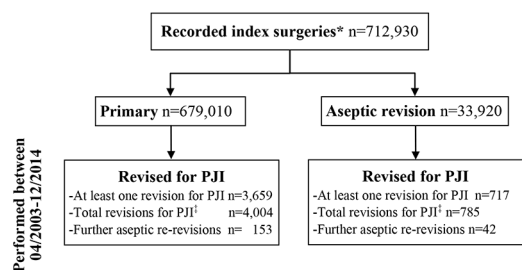 Recorded index surgeries* n=712,930
Primary n=679,010
Aseptic revision n=33,920
Performed between
04/2003-12/2014
Revised for PJI
-At least one revision for PJI n=3,659
-Total revisions for PJI‡ n=4,004
-Further aseptic re-revisions n= 153
Revised for PJI
-At least one revision for PJI n=717
-Total revisions for PJI‡ n=785
-Further aseptic re-revisions n=42